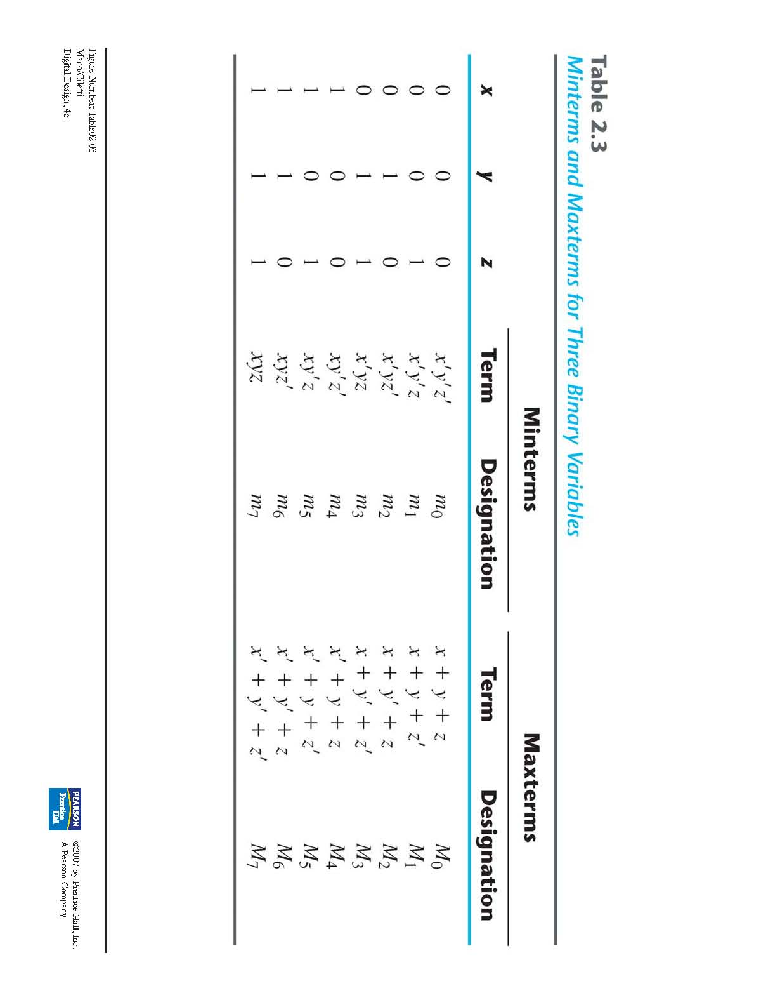 Table 2.3
Minterms and Maxterms for Three Binary Variables
Minterms Maxterms
x y z Term Designation Term Designation
0 0 0 x′y′z′ m₀ x + y + z M₀
0 0 1 x′y′z m₁ x + y + z′ M₁
0 1 0 x′yz′ m₂ x + y′ + z M₂
0 1 1 x′yz m₃ x + y′ + z′ M₃
1 0 0 xy′z′ m₄ x′ + y + z M₄
1 0 1 xy′z m₅ x′ + y + z′ M₅
1 1 0 xyz′ m₆ x′ + y′ + z M₆
1 1 1 xyz m₇ x′ + y′ + z′ M₇
Figure Number: Table02 03
Mano/Ciletti
Digital Design, 4e
PEARSON
Prentice
Hall
©2007 by Prentice Hall, Inc.
A Pearson Company